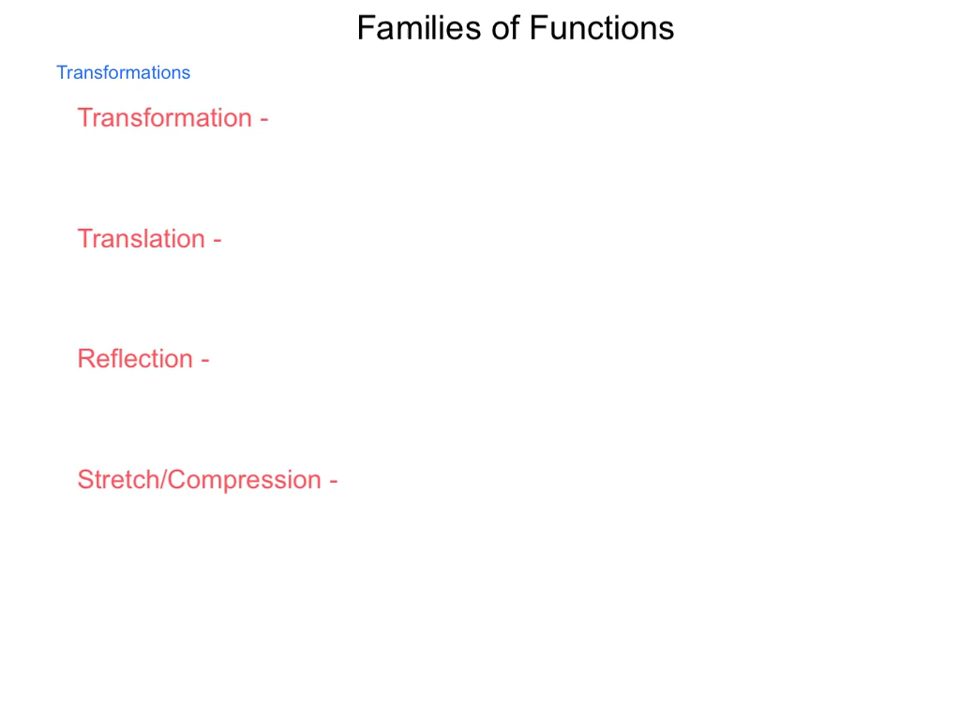 Families of Functions
Transformations
Transformation -
Translation -
Reflection -
Stretch/Compression -